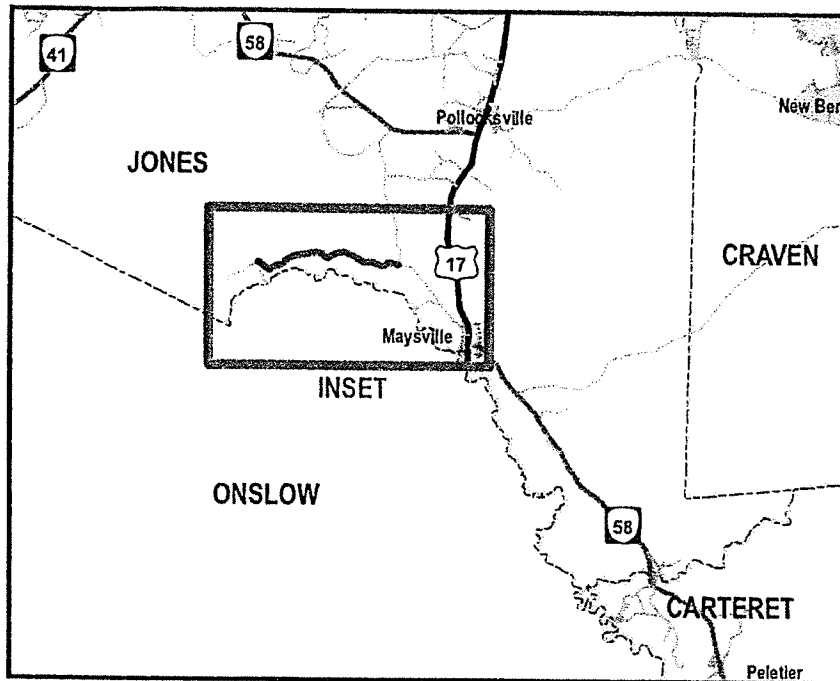 41
58
Pollocksville
New Ber
JONES
CRAVEN
17
Maysville
INSET
ONSLOW
58
CARTERET
Peletier